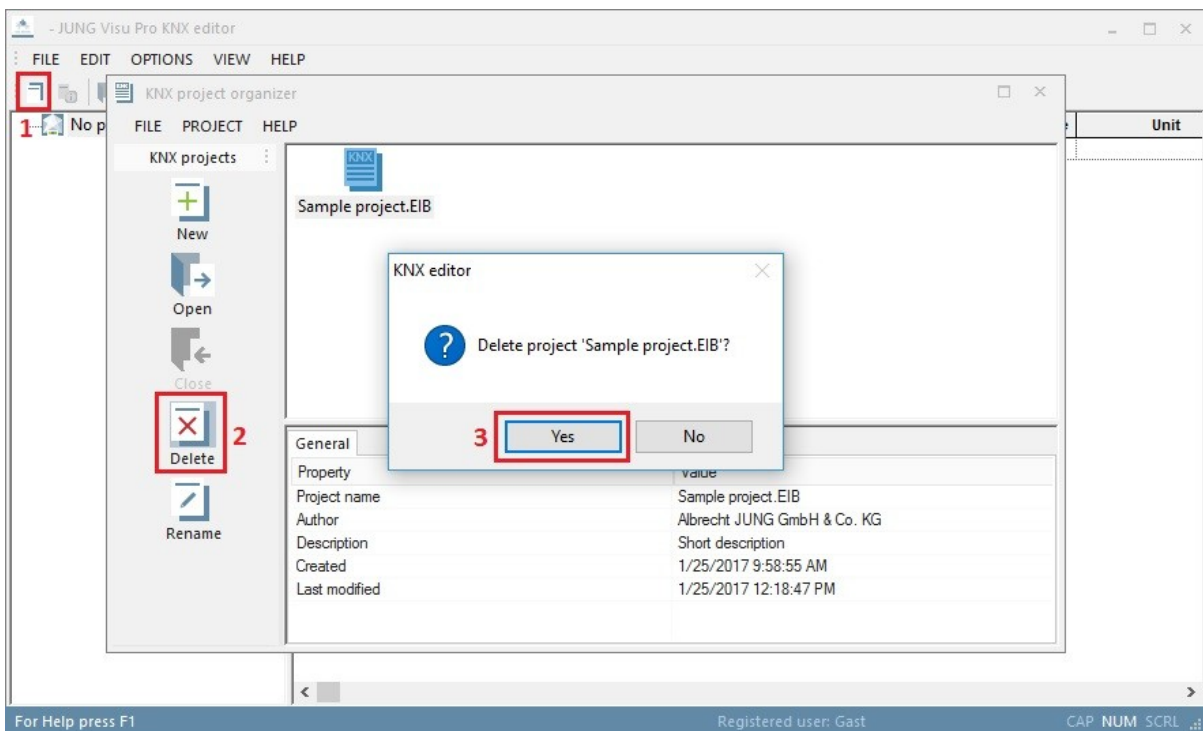 - JUNG Visu Pro KNX editor
FILE EDIT OPTIONS VIEW HELP
KNX project organizer
1 No p
FILE PROJECT HELP
Unit
KNX projects
KNX
Sample project.EIB
New
KNX editor
Open
Delete project 'Sample project.EIB'?
Close
2
3 Yes No
Delete
General
Property Value
Project name Sample project.EIB
Rename
Author Albrecht JUNG GmbH & Co. KG
Description Short description
Created 1/25/2017 9:58:55 AM
Last modified 1/25/2017 12:18:47 PM
For Help press F1 Registered user: Gast CAP NUM SCRL